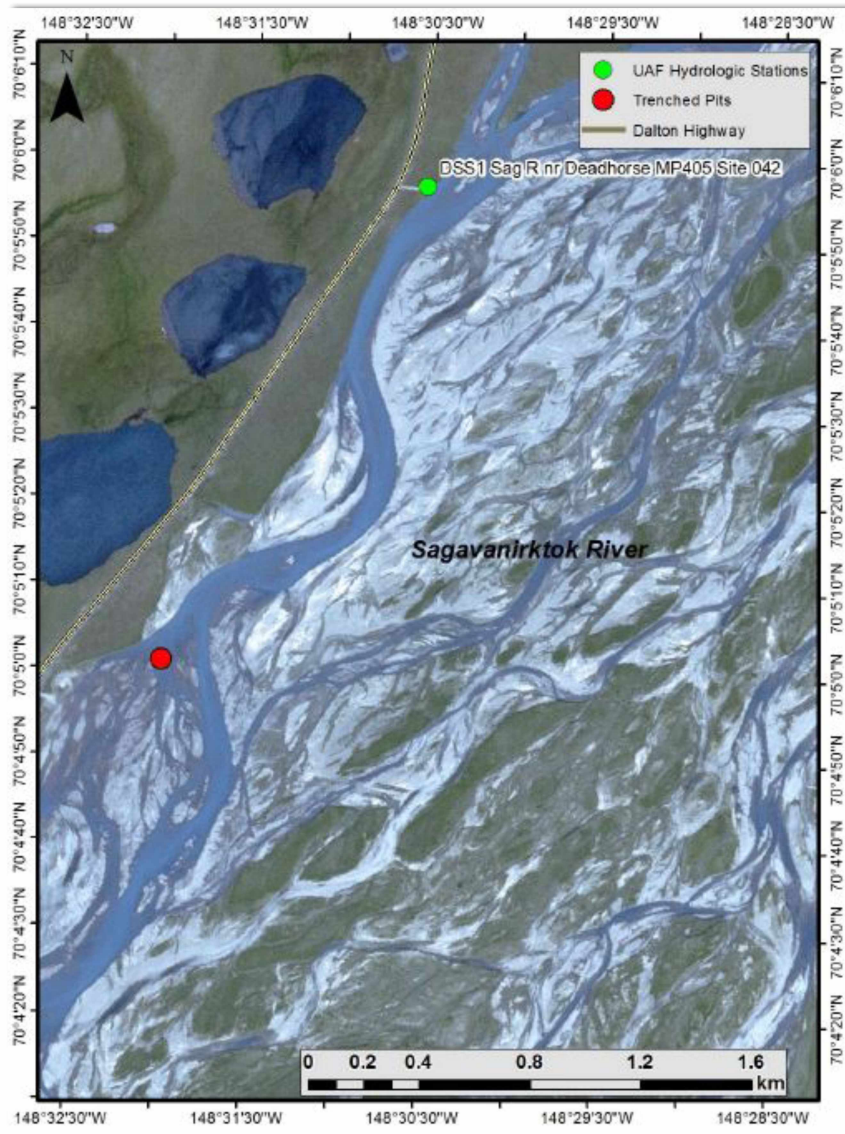 148°32'30"W 148°31'30"W 148°30'30"W 148°29'30"W 148°28'30"W
N
UAF Hydrologic Stations
Trenched Pits
Dalton Highway
DSS1 Sag R nr Deadhorse MP405 Site 042
Sagavanirktok River
70°6'10"N
70°6'0"N
70°5'50"N
70°5'40"N
70°5'30"N
70°5'20"N
70°5'10"N
70°5'0"N
70°4'50"N
70°4'40"N
70°4'30"N
70°4'20"N
70°6'10"N
70°6'0"N
70°5'50"N
70°5'40"N
70°5'30"N
70°5'20"N
70°5'10"N
70°5'0"N
70°4'50"N
70°4'40"N
70°4'30"N
70°4'20"N
0 0.2 0.4 0.8 1.2 1.6
km
148°32'30"W 148°31'30"W 148°30'30"W 148°29'30"W 148°28'30"W